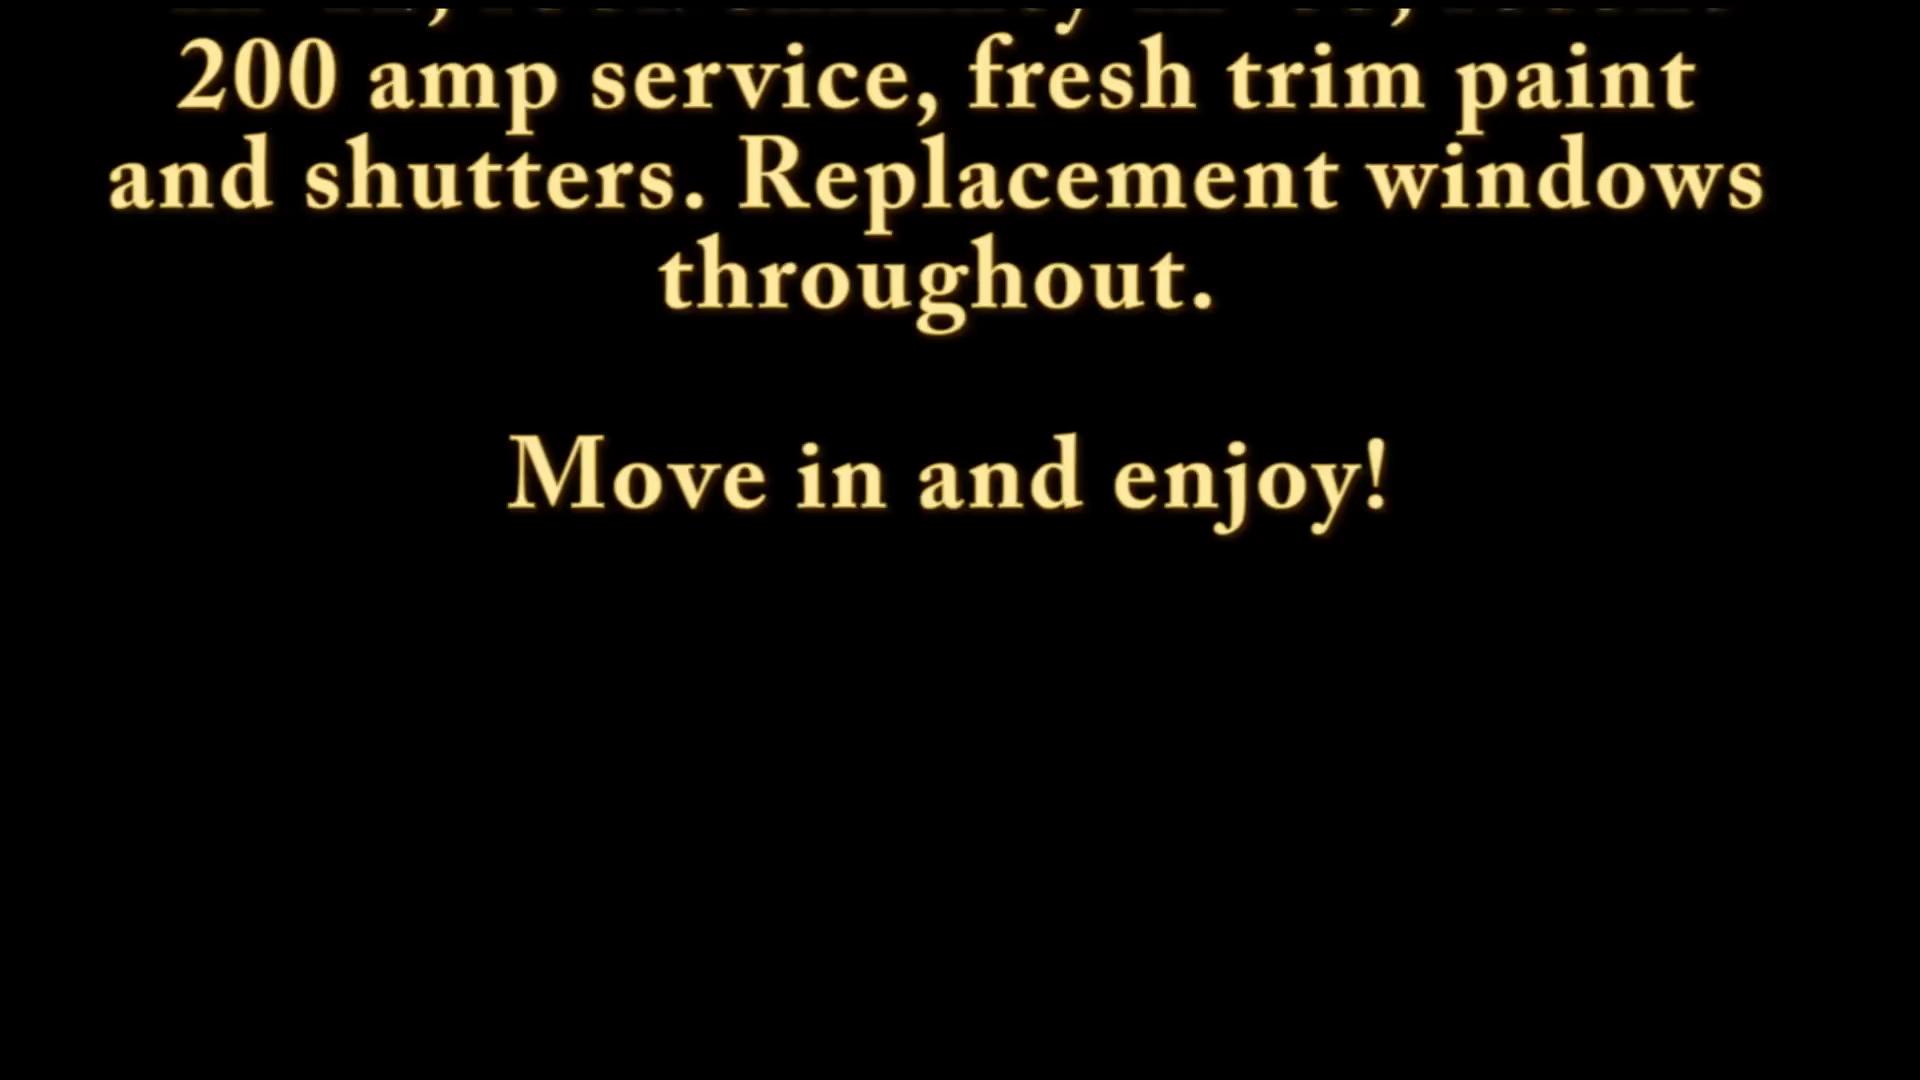 200 amp service, fresh trim paint
and shutters. Replacement windows
throughout.
Move in and enjoy!